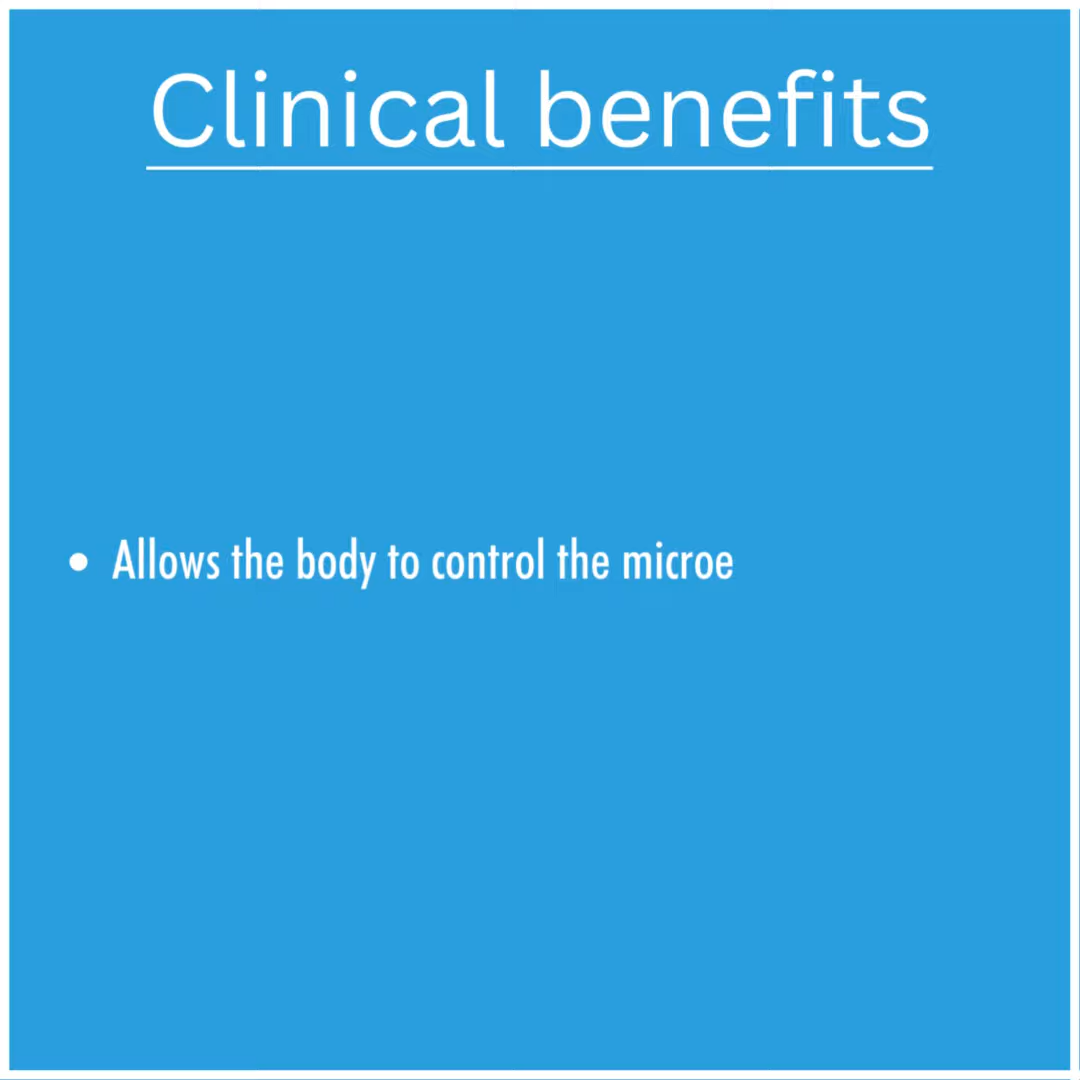 Clinical benefits
• Allows the body to control the microe